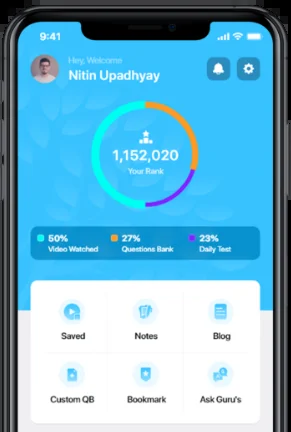 9:41
Hey, Welcome
Nitin Upadhyay
1,152,020
Your Rank
50% 27% 23%
Video Watched Questions Bank Daily Test
Saved Notes Blog
Custom QB Bookmark Ask Guru's